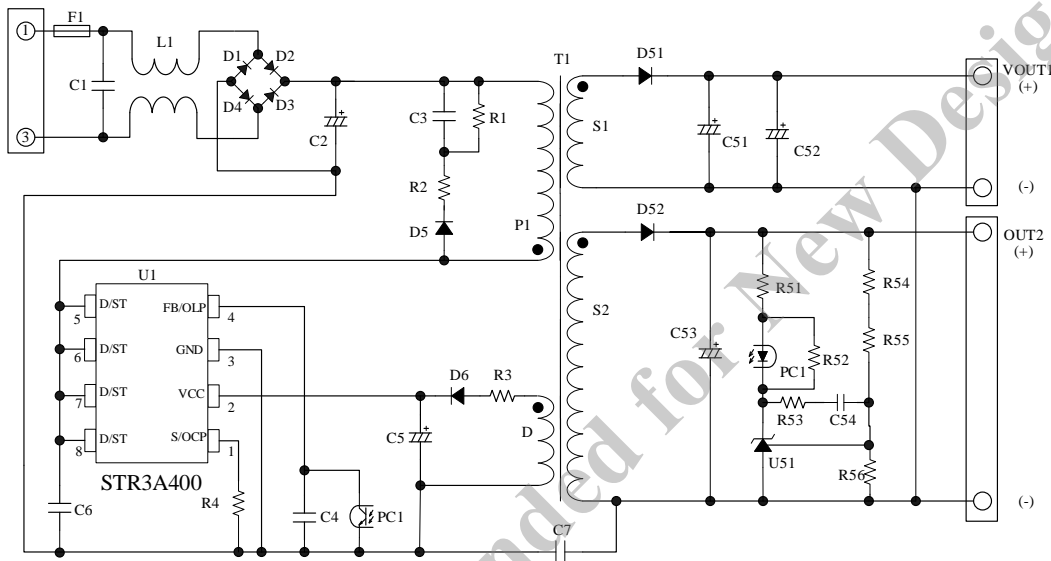 F1
1
L1
D1
D2
C1
D4
D3
3
C2
C3
R1
R2
D5
P1
T1
S1
D51
C51
C52
VOUT1
(+)
(-)
D52
S2
C53
R51
PC1
R52
R53
C54
U51
R54
R55
R56
OUT2
(+)
(-)
U1
D/ST
5
D/ST
6
D/ST
7
D/ST
8
FB/OLP
4
GND
3
VCC
2
S/OCP
1
STR3A400
C6
R4
C4
PC1
C5
D6
R3
D
C7
nded for New Desig